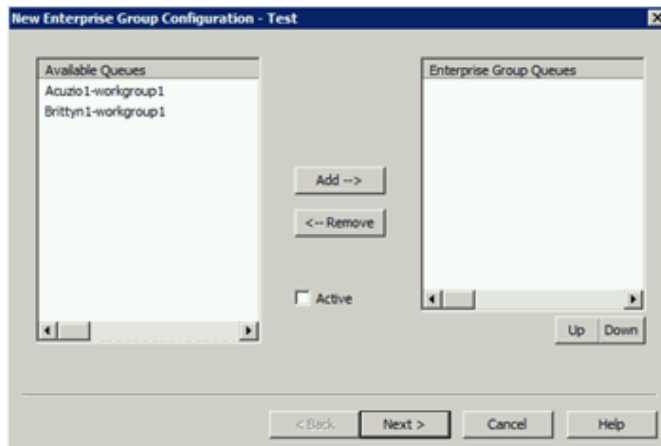 New Enterprise Group Configuration - Test
Available Queues
Acuzio1-workgroup1
Brittyn1-workgroup1
Add -->
<-- Remove
Active
Enterprise Group Queues
Up
Down
< Back
Next >
Cancel
Help